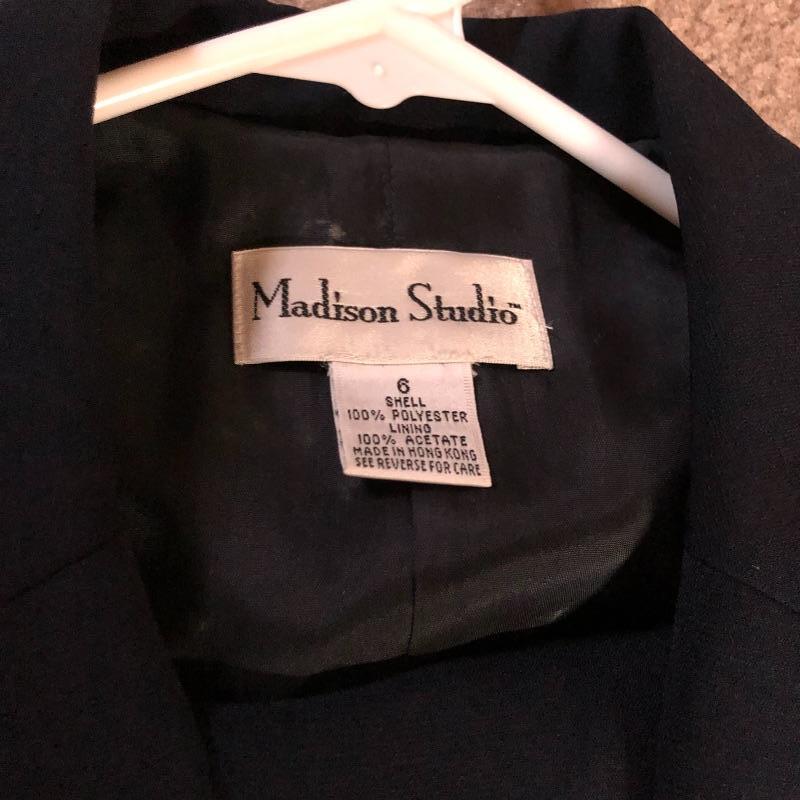 Madison Studio™
6
SHELL
100% POLYESTER
LINING
100% ACETATE
MADE IN HONG KONG
SEE REVERSE FOR CARE